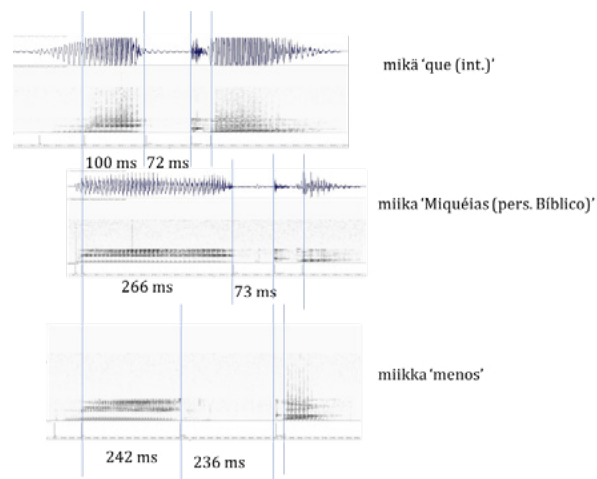 mikä ‘que (int.)’
100 ms 72 ms
miika ‘Miquéias (pers. Bíblico)’
266 ms
73 ms
miikka ‘menos’
242 ms
236 ms